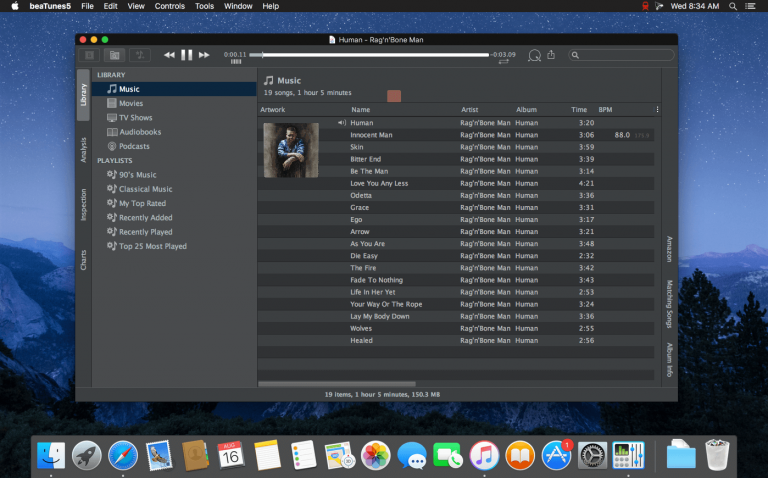 beaTunes5 File Edit View Controls Tools Window Help Wed 8:34 AM
Human - Rag'n'Bone Man
0:00.11 -0:03.09
LIBRARY
Music
Movies
TV Shows
Audiobooks
Podcasts
PLAYLISTS
90's Music
Classical Music
My Top Rated
Recently Added
Recently Played
Top 25 Most Played
Library
Analysis
Inspection
Charts
Music
19 songs, 1 hour 5 minutes
Artwork Name Artist Album Time BPM
Human Rag'n'Bone Man Human 3:20
Innocent Man Rag'n'Bone Man Human 3:06 88.0
Skin Rag'n'Bone Man Human 3:59
Bitter End Rag'n'Bone Man Human 3:39
Be The Man Rag'n'Bone Man Human 3:14
Love You Any Less Rag'n'Bone Man Human 4:21
Odetta Rag'n'Bone Man Human 3:36
Grace Rag'n'Bone Man Human 3:31
Ego Rag'n'Bone Man Human 3:17
Arrow Rag'n'Bone Man Human 3:21
As You Are Rag'n'Bone Man Human 3:48
Die Easy Rag'n'Bone Man Human 2:32
The Fire Rag'n'Bone Man Human 3:42
Fade To Nothing Rag'n'Bone Man Human 3:43
Life In Her Yet Rag'n'Bone Man Human 2:53
Your Way Or The Rope Rag'n'Bone Man Human 3:24
Lay My Body Down Rag'n'Bone Man Human 3:36
Wolves Rag'n'Bone Man Human 2:55
Healed Rag'n'Bone Man Human 2:56
Amazon
Matching Songs
Album Info
19 items, 1 hour 5 minutes, 150.3 MB
AUG
16
1